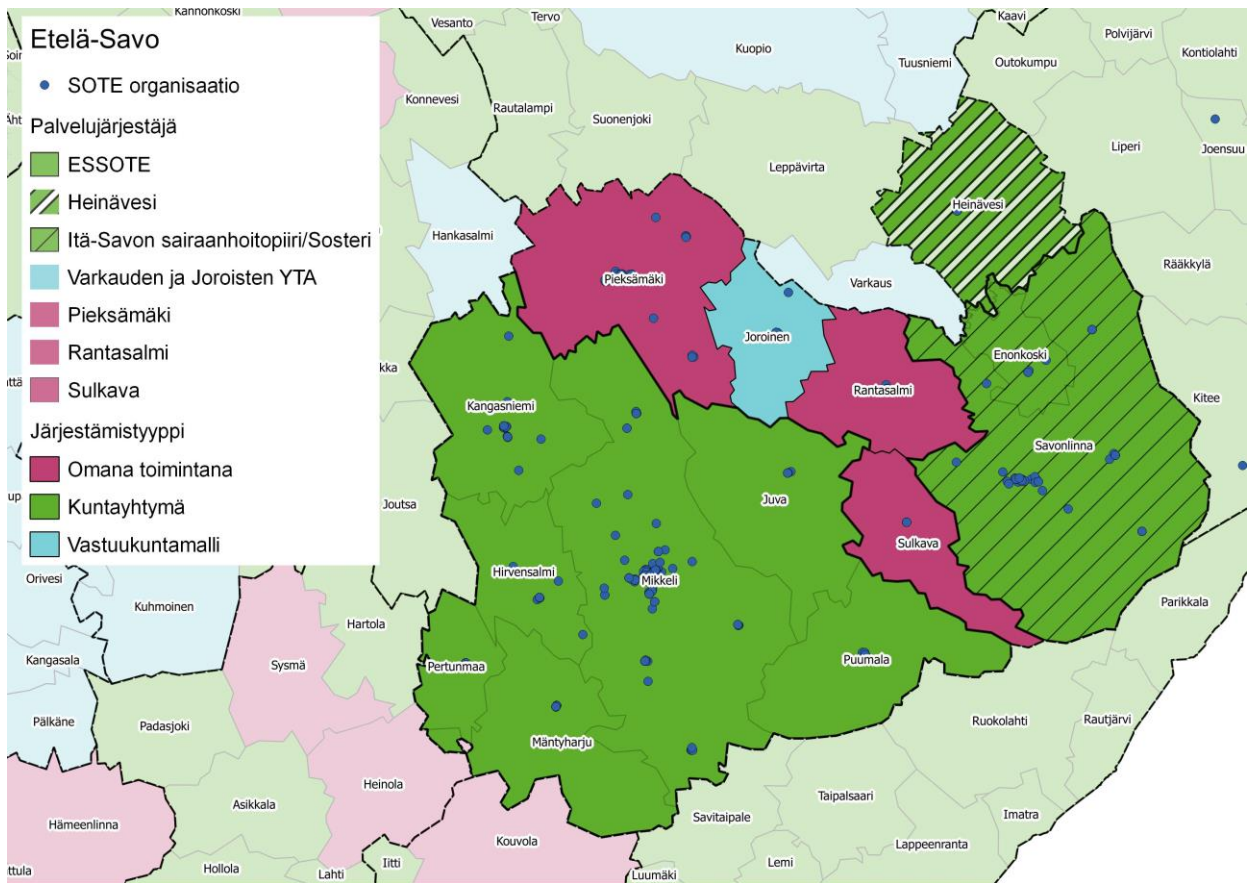 Etelä-Savo
SOTE organisaatio
Palvelujärjestäjä
ESSOTE
Heinävesi
Itä-Savon sairaanhoitopiiri/Sosteri
Varkauden ja Joroisten YTA
Pieksämäki
Rantasalmi
Sulkava
Järjestämistyyppi
Omana toimintana
Kuntayhtymä
Vastuukuntamalli
Kannonkoski
Vesanto
Tervo
Kuopio
Tuusniemi
Kaavi
Polvijärvi
Outokumpu
Kontiolahti
Konnevesi
Rautalampi
Suonenjoki
Leppävirta
Liperi
Joensuu
Heinävesi
Hankasalmi
Pieksämäki
Varkaus
Rääkkylä
Joroinen
Enonkoski
Rantasalmi
Kitee
Kangasniemi
Savonlinna
Joutsa
Juva
Sulkava
Hirvensalmi
Mikkeli
Orivesi
Kuhmoinen
Hartola
Parikkala
Kangasala
Sysmä
Pertunmaa
Puumala
Pälkäne
Padasjoki
Ruokolahti
Rautjärvi
Mäntyharju
Heinola
Asikkala
Taipalsaari
Hämeenlinna
Savitaipale
Imatra
Kouvola
Lappeenranta
Hollola
Lahti
Iitti
Luumäki
Lemi